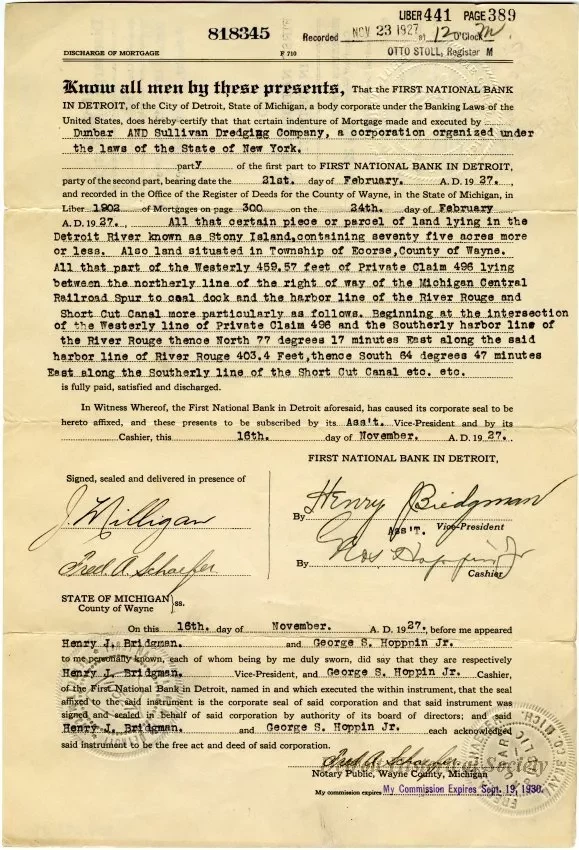 LIBER 441 PAGE 389
818345
Recorded NOV 23 1927 at 12 O'Clock M
DISCHARGE OF MORTGAGE
F 710
OTTO STOLL, Register M
Know all men by these presents, That the FIRST NATIONAL BANK
IN DETROIT, of the City of Detroit, State of Michigan, a body corporate under the Banking Laws of the
United States, does hereby certify that that certain indenture of Mortgage made and executed by
Dunbar AND Sullivan Dredging Company, a corporation organized under
the laws of the State of New York.
party of the first part to FIRST NATIONAL BANK IN DETROIT,
party of the second part, bearing date the 21st. day of February. A. D. 1927.,
and recorded in the Office of the Register of Deeds for the County of Wayne, in the State of Michigan, in
Liber 1902 of Mortgages on page 300 on the 24th. day of February
A. D. 1927., All that certain piece or parcel of land lying in the
Detroit River known as Stony Island,containing seventy five acres more
or less. Also land situated in Township of Ecorse,County of Wayne.
All that part of the Westerly 459.57 feet of Private Claim 496 lying
between the northerly line of the right of way of the Michigan Central
Railroad Spur to coal dock and the harbor line of the River Rouge and
Short Cut Canal more particularly as follows. Beginning at the intersection
of the Westerly line of Private Claim 496 and the Southerly harbor line of
the River Rouge thence North 77 degrees 17 minutes East along the said
harbor line of River Rouge 403.4 Feet,thence South 64 degrees 47 minutes
East along the Southerly line of the Short Cut Canal etc. etc.
is fully paid, satisfied and discharged.
In Witness Whereof, the First National Bank in Detroit aforesaid, has caused its corporate seal to be
hereto affixed, and these presents to be subscribed by its Ass't. Vice-President and by its
Cashier, this 16th. day of November. A. D. 1927..
FIRST NATIONAL BANK IN DETROIT,
Signed, sealed and delivered in presence of
By Henry J Bridgman
ASS'T. Vice-President
J Milligan
By Geo S Hoppin Jr
Cashier
Fred. A. Schaefer
STATE OF MICHIGAN
County of Wayne } ss.
On this 16th. day of November. A. D. 1927., before me appeared
Henry J. Bridgman. and George S. Hopppin Jr.
to me personally known, each of whom being by me duly sworn, did say that they are respectively
Henry J. Bridgman. Vice-President, and George S. Hoppin Jr. Cashier,
of the First National Bank in Detroit, named in and which executed the within instrument, that the seal
affixed to the said instrument is the corporate seal of said corporation and that said instrument was
signed and sealed in behalf of said corporation by authority of its board of directors; and said
Henry J. Bridgman. and George S. Hoppin Jr. each acknowledged
said instrument to be the free act and deed of said corporation.
Fred A. Schaefer
Historical Society
Notary Public, Wayne County, Michigan
My commission expires My Commission Expires Sept. 19, 1930.